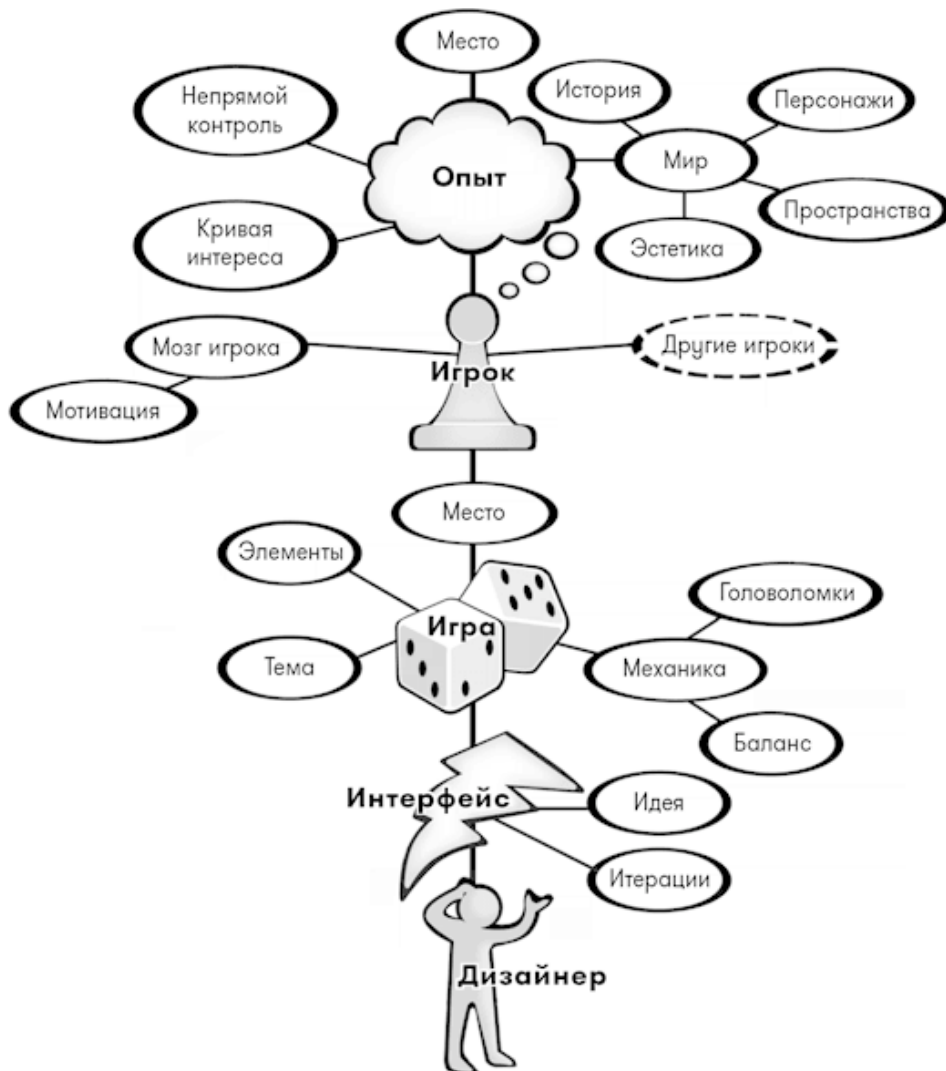 Место
История
Персонажи
Непрямой
контроль
Мир
Опыт
Пространства
Кривая
интереса
Эстетика
Мозг игрока
Другие игроки
Игрок
Мотивация
Место
Элементы
Головоломки
Игра
Тема
Механика
Баланс
Интерфейс
Идея
Итерации
Дизайнер